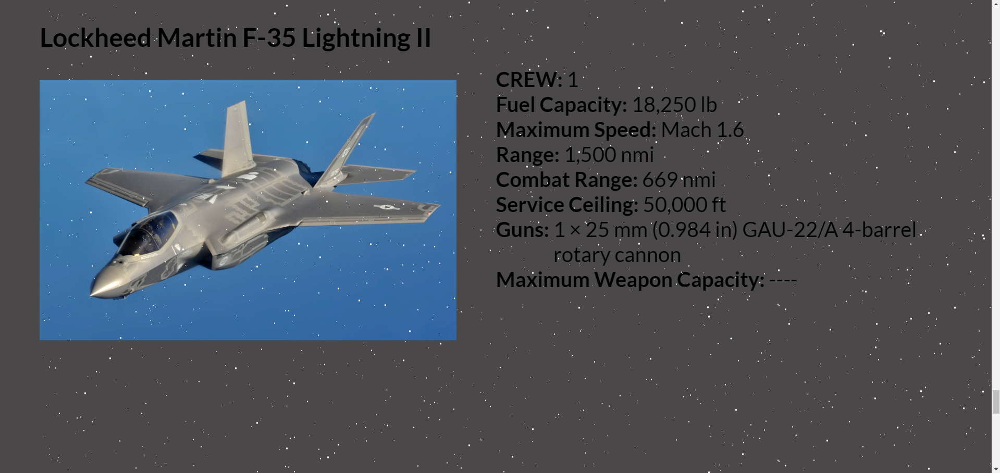 Lockheed Martin F-35 Lightning II
CREW: 1
Fuel Capacity: 18,250 lb
Maximum Speed: Mach 1.6
Range: 1,500 nmi
Combat Range: 669 nmi
Service Ceiling: 50,000 ft
Guns: 1 × 25 mm (0.984 in) GAU-22/A 4-barrel
rotary cannon
Maximum Weapon Capacity: ----